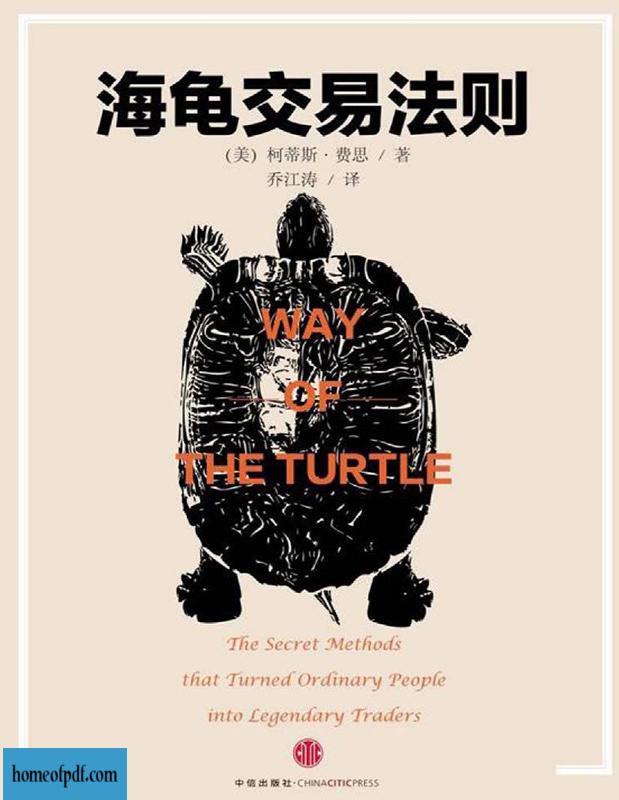 海龟交易法则
(美) 柯蒂斯·费思 / 著
乔江涛 / 译
WAY
OF
THE TURTLE
The Secret Methods
that Turned Ordinary People
into Legendary Traders
中信出版社·CHINACITICPRESS
homeofpdf.com